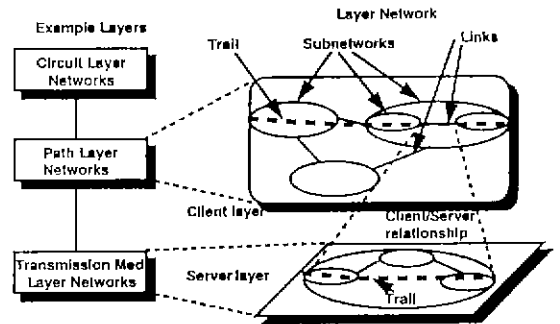 Layer Network
Example Layers
Trail
Subnetworks
Links
Circuit Layer
Networks
Path Layer
Networks
Client layer
Client/Server
relationship
Transmission Med
Layer Networks
Server layer
Trail